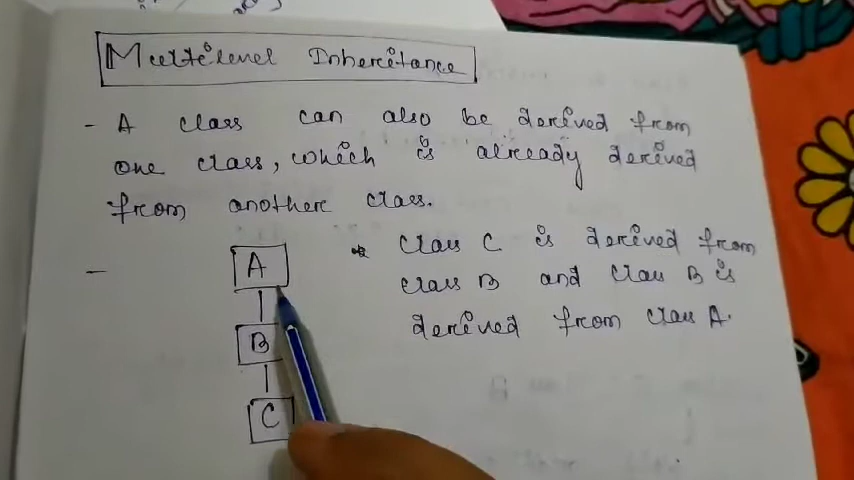 Multilevel Inheritance
- A class can also be derived from
one class, which is already derived
from another class.
-
A
B
C
* Class C is derived from
class B and class B is
derived from class A.